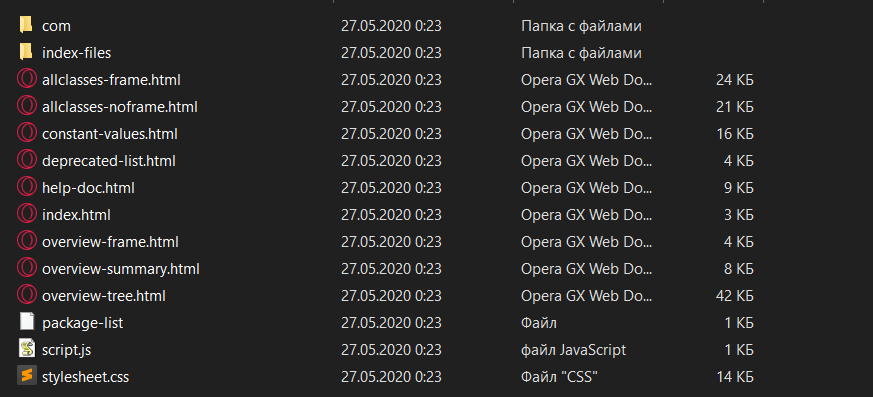 com 27.05.2020 0:23 Папка с файлами
index-files 27.05.2020 0:23 Папка с файлами
allclasses-frame.html 27.05.2020 0:23 Opera GX Web Do... 24 КБ
allclasses-noframe.html 27.05.2020 0:23 Opera GX Web Do... 21 КБ
constant-values.html 27.05.2020 0:23 Opera GX Web Do... 16 КБ
deprecated-list.html 27.05.2020 0:23 Opera GX Web Do... 4 КБ
help-doc.html 27.05.2020 0:23 Opera GX Web Do... 9 КБ
index.html 27.05.2020 0:23 Opera GX Web Do... 3 КБ
overview-frame.html 27.05.2020 0:23 Opera GX Web Do... 4 КБ
overview-summary.html 27.05.2020 0:23 Opera GX Web Do... 8 КБ
overview-tree.html 27.05.2020 0:23 Opera GX Web Do... 42 КБ
package-list 27.05.2020 0:23 Файл 1 КБ
script.js 27.05.2020 0:23 файл JavaScript 1 КБ
stylesheet.css 27.05.2020 0:23 Файл "CSS" 14 КБ